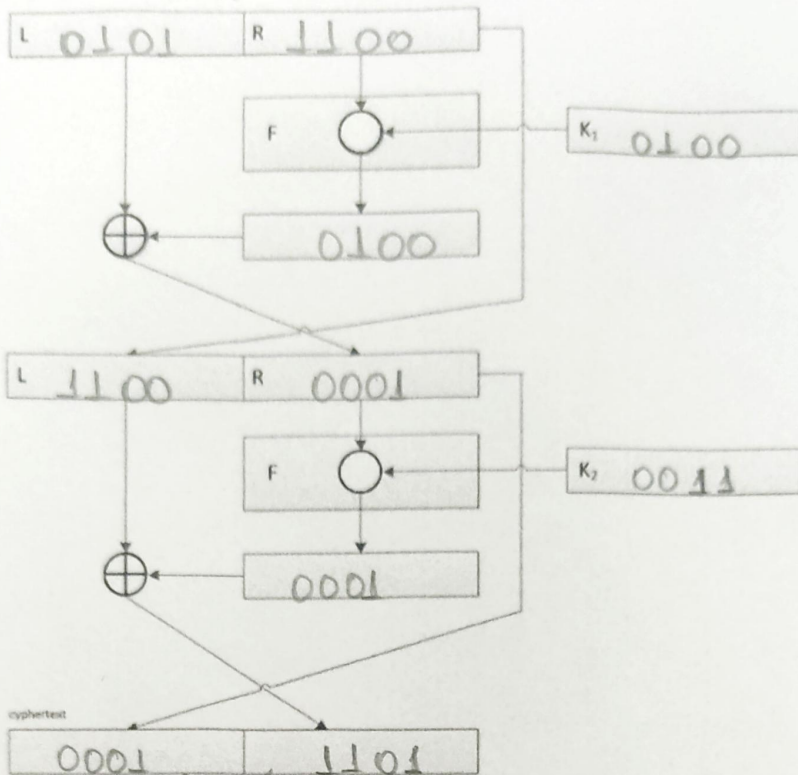 L 0101 R 1100
F K₁ 0100
0100
L 1100 R 0001
F K₂ 0011
0001
cyphertext
0001 1101